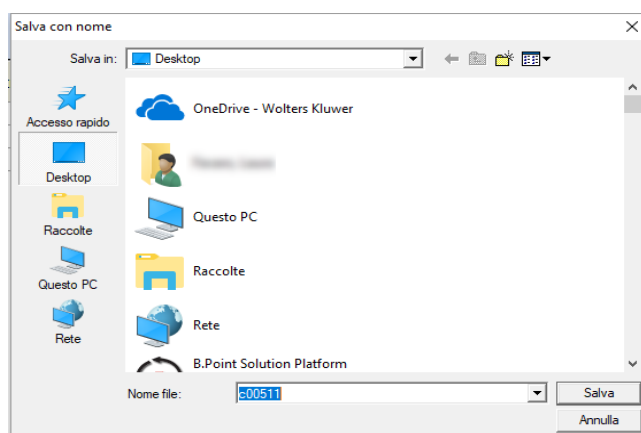 Salva con nome
Salva in:
Desktop
Accesso rapido
Desktop
Raccolte
Questo PC
Rete
OneDrive - Wolters Kluwer
Questo PC
Raccolte
Rete
B.Point Solution Platform
Nome file:
c00511
Salva
Annulla